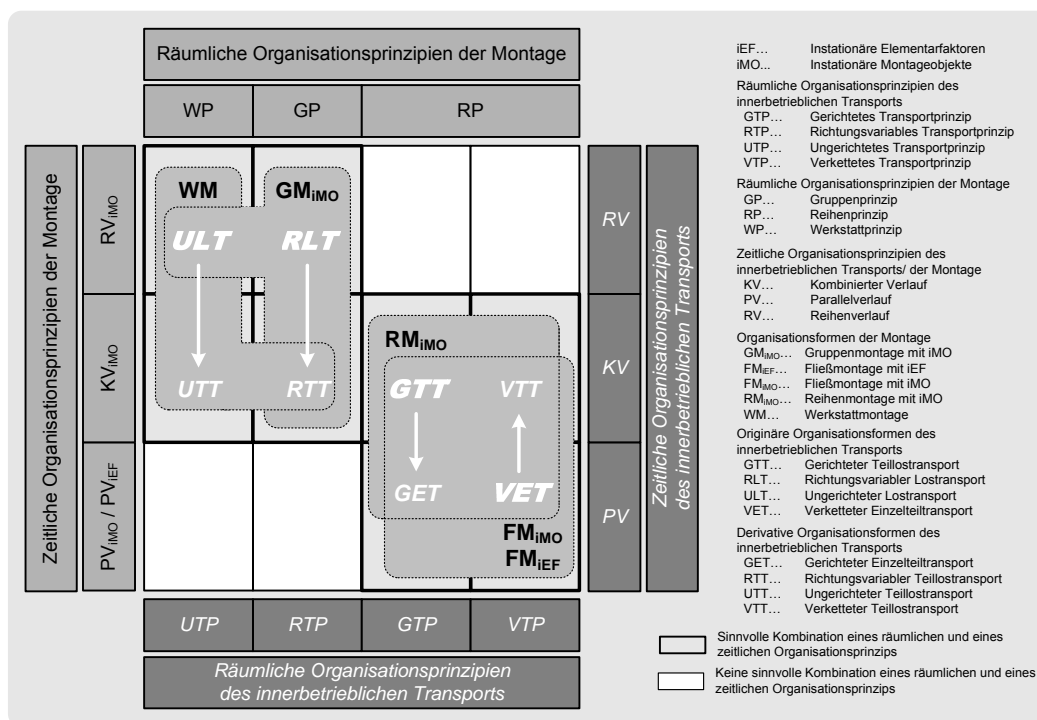 Räumliche Organisationsprinzipien der Montage
WP GP RP
Zeitliche Organisationsprinzipien der Montage
RViMO
KViMO
PViMO / PViEF
WM GMiMO
ULT RLT
UTT RTT
RMiMO
GTT VTT
GET VET
FMiMO
FMiEF
RV
KV
PV
Zeitliche Organisationsprinzipien
des innerbetrieblichen Transports
UTP RTP GTP VTP
Räumliche Organisationsprinzipien
des innerbetrieblichen Transports
iEF… Instationäre Elementarfaktoren
iMO... Instationäre Montageobjekte
Räumliche Organisationsprinzipien des
innerbetrieblichen Transports
GTP… Gerichtetes Transportprinzip
RTP… Richtungsvariables Transportprinzip
UTP… Ungerichtetes Transportprinzip
VTP… Verkettetes Transportprinzip
Räumliche Organisationsprinzipien der Montage
GP… Gruppenprinzip
RP… Reihenprinzip
WP… Werkstattprinzip
Zeitliche Organisationsprinzipien des
innerbetrieblichen Transports/ der Montage
KV… Kombinierter Verlauf
PV… Parallelverlauf
RV… Reihenverlauf
Organisationsformen der Montage
GMiMO… Gruppenmontage mit iMO
FMiEF… Fließmontage mit iEF
FMiMO… Fließmontage mit iMO
RMiMO… Reihenmontage mit iMO
WM… Werkstattmontage
Originäre Organisationsformen des
innerbetrieblichen Transports
GTT… Gerichteter Teillostransport
RLT… Richtungsvariabler Lostransport
ULT… Ungerichteter Lostransport
VET… Verketteter Einzelteiltransport
Derivative Organisationsformen des
innerbetrieblichen Transports
GET… Gerichteter Einzelteiltransport
RTT… Richtungsvariabler Teillostransport
UTT… Ungerichteter Teillostransport
VTT… Verketteter Teillostransport
Sinnvolle Kombination eines räumlichen und eines
zeitlichen Organisationsprinzips
Keine sinnvolle Kombination eines räumlichen und eines
zeitlichen Organisationsprinzips